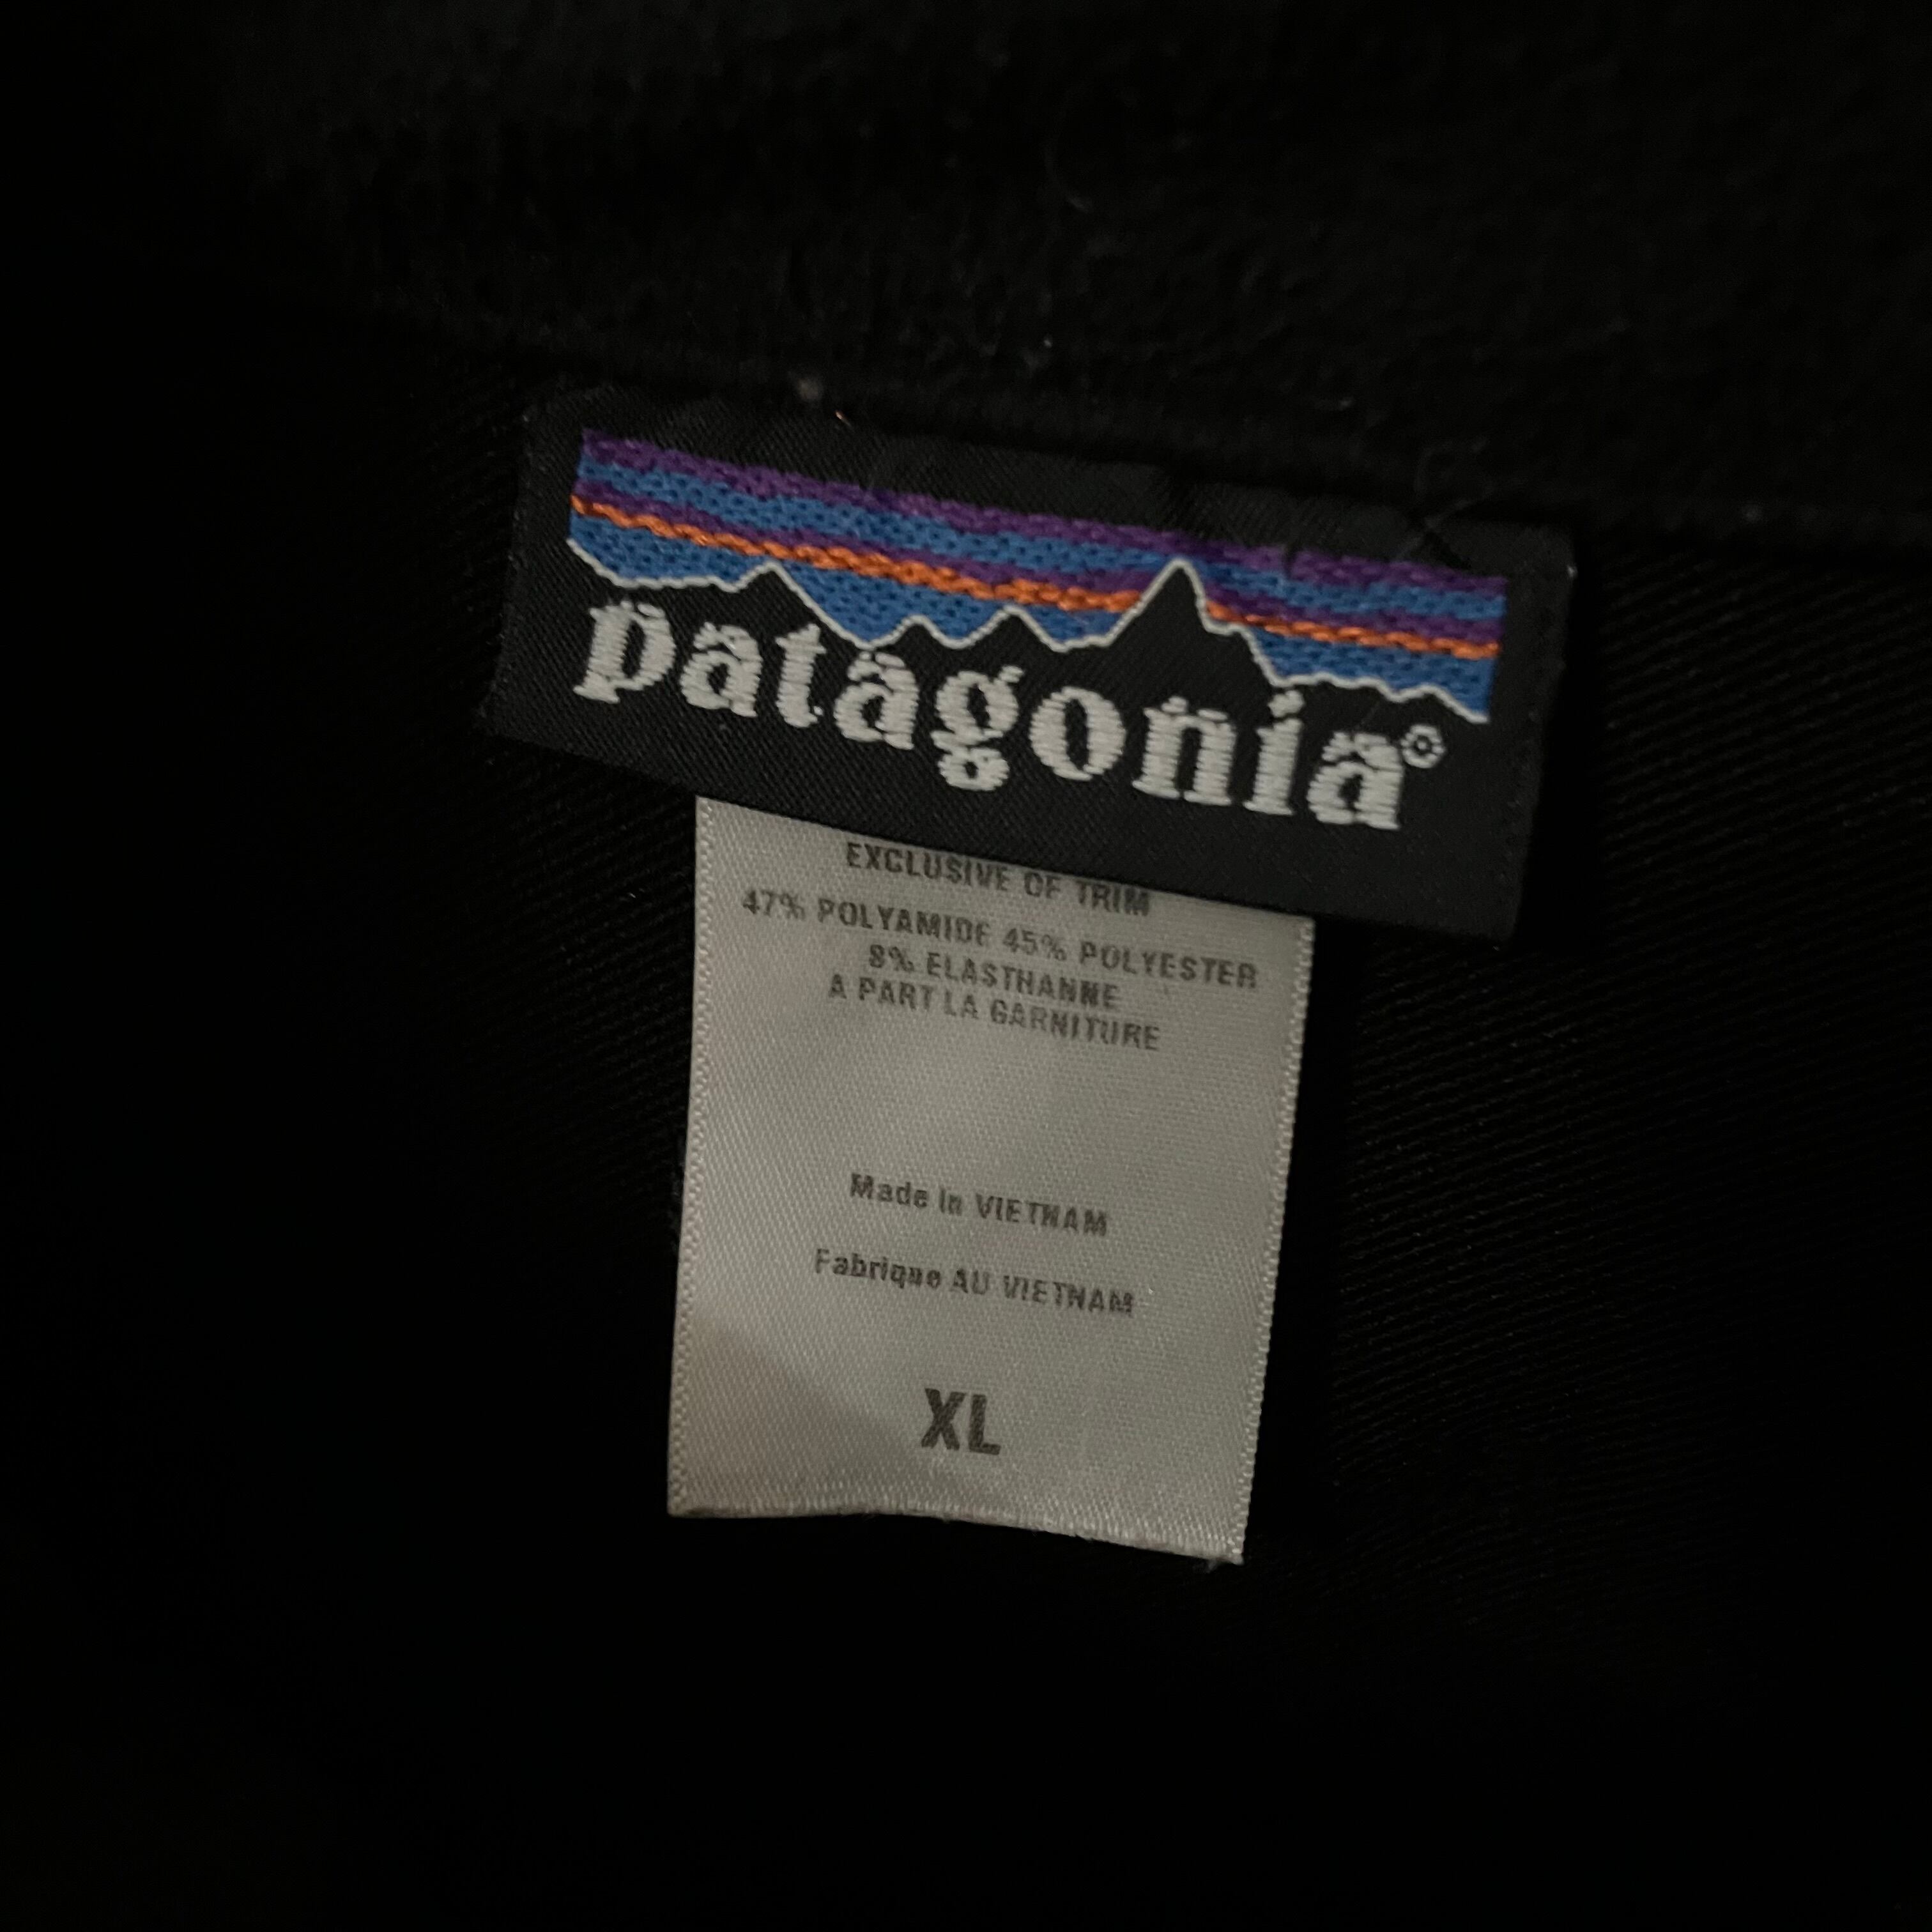 patagonia®
EXCLUSIVE OF TRIM
47% POLYAMIDE 45% POLYESTER
8% ELASTHANNE
A PART LA GARNITURE
Made in VIETNAM
Fabrique AU VIETNAM
XL